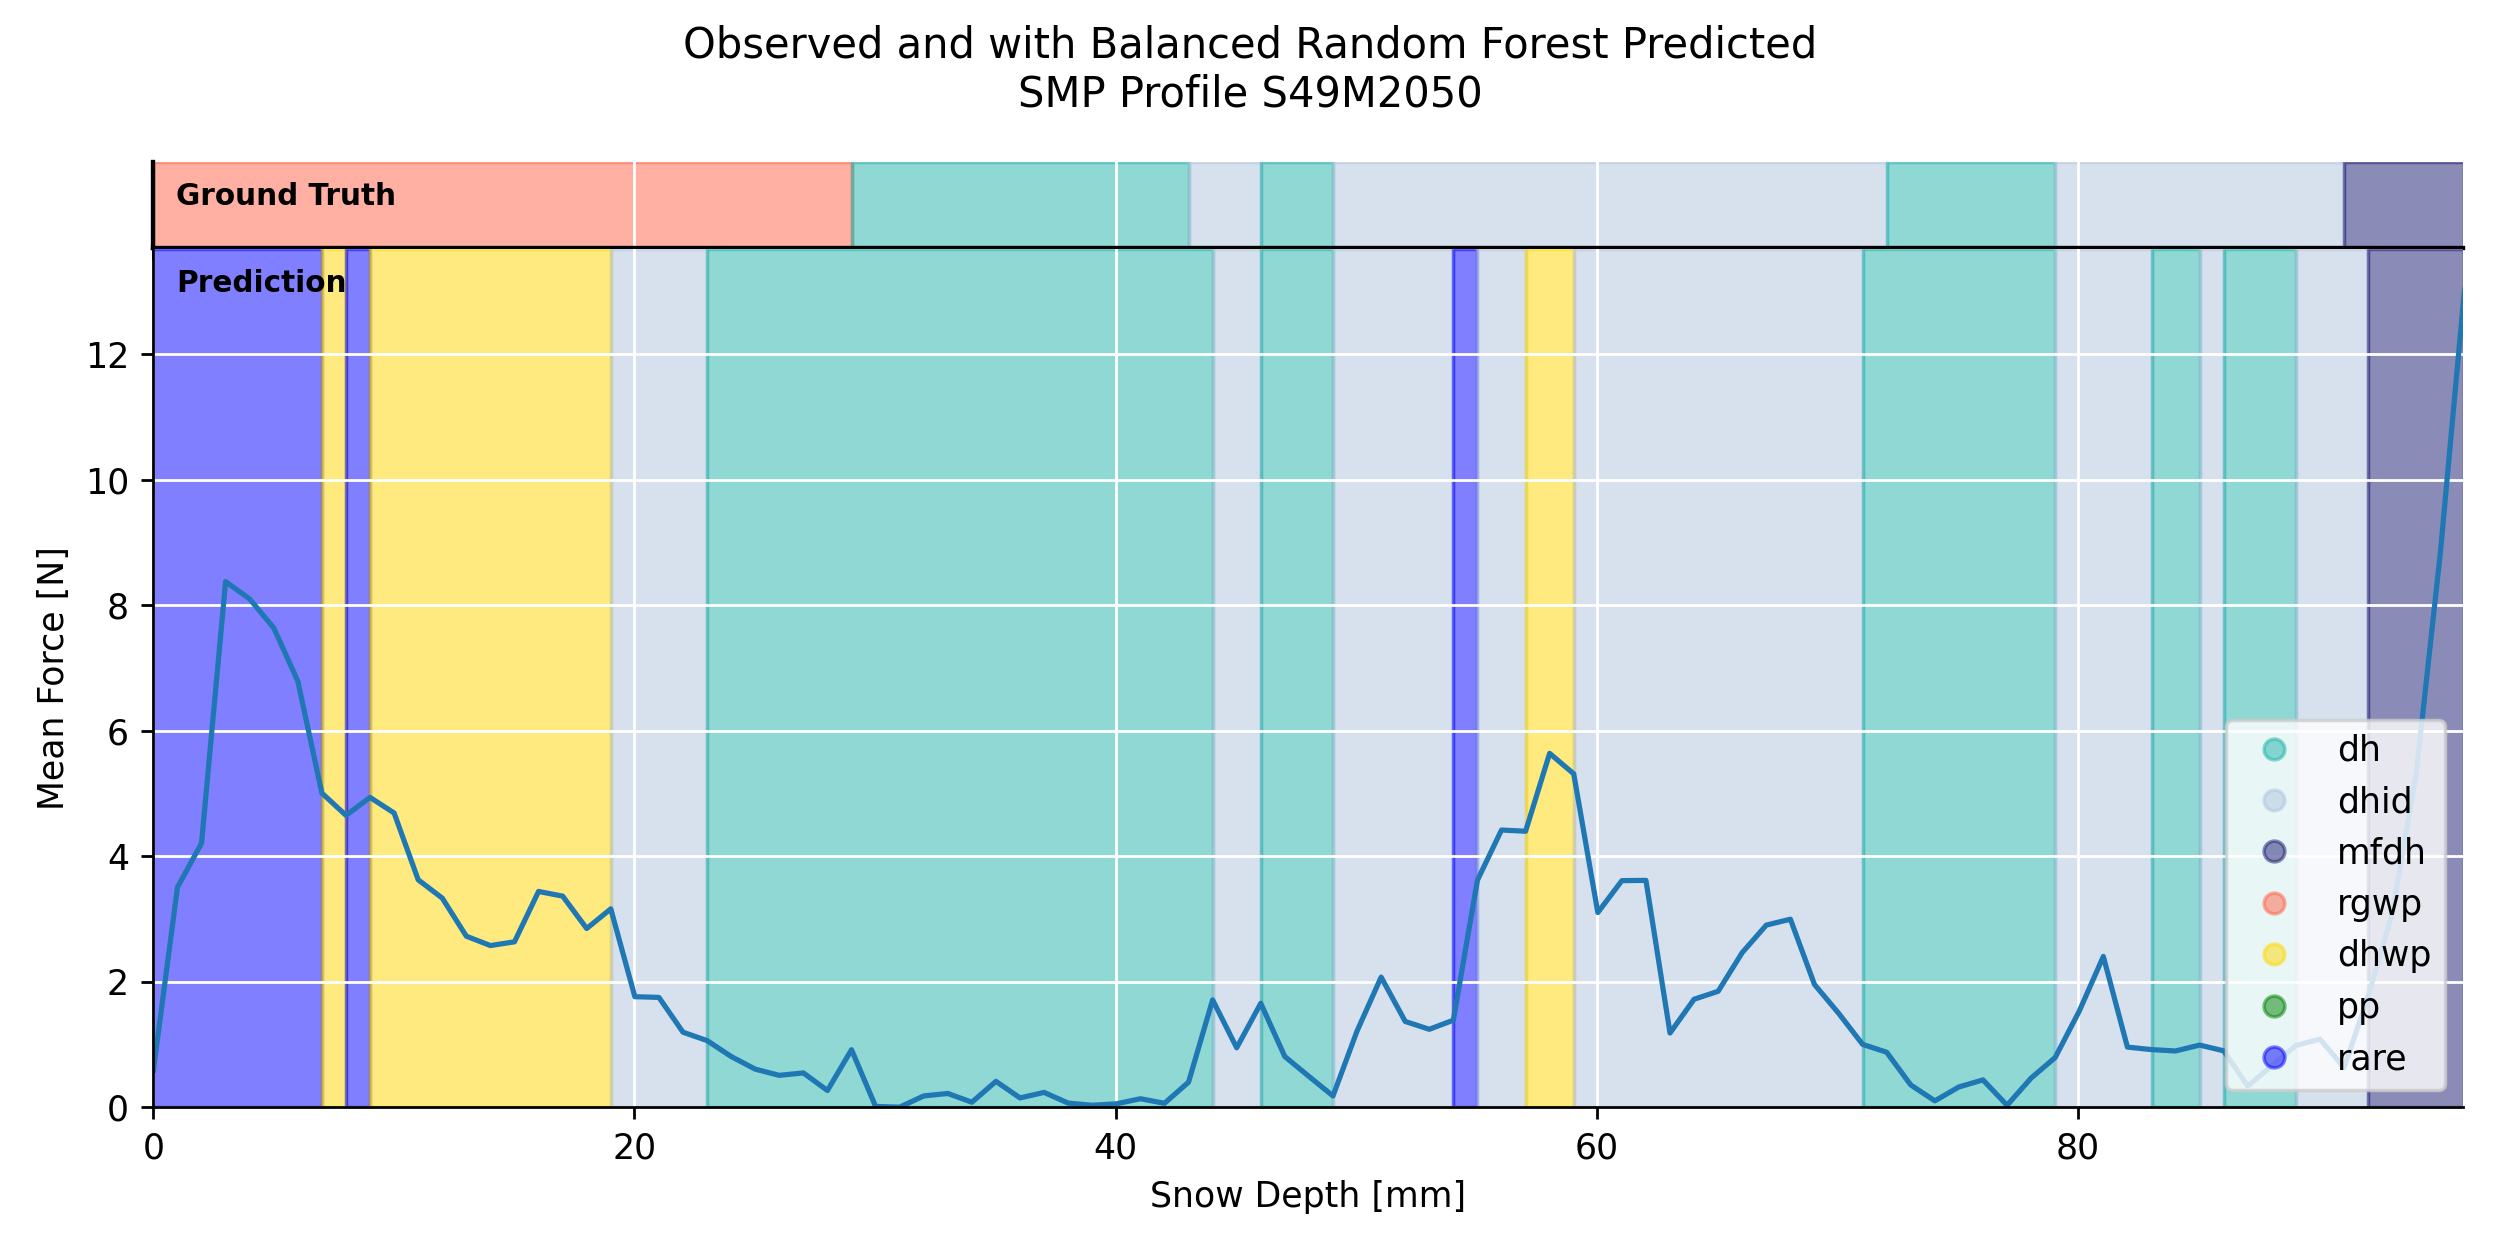 Observed and with Balanced Random Forest Predicted
SMP Profile S49M2050
Ground Truth
Prediction
12
10
8
6
4
2
0
Mean Force [N]
0 20 40 60 80
Snow Depth [mm]
dh
dhid
mfdh
rgwp
dhwp
pp
rare